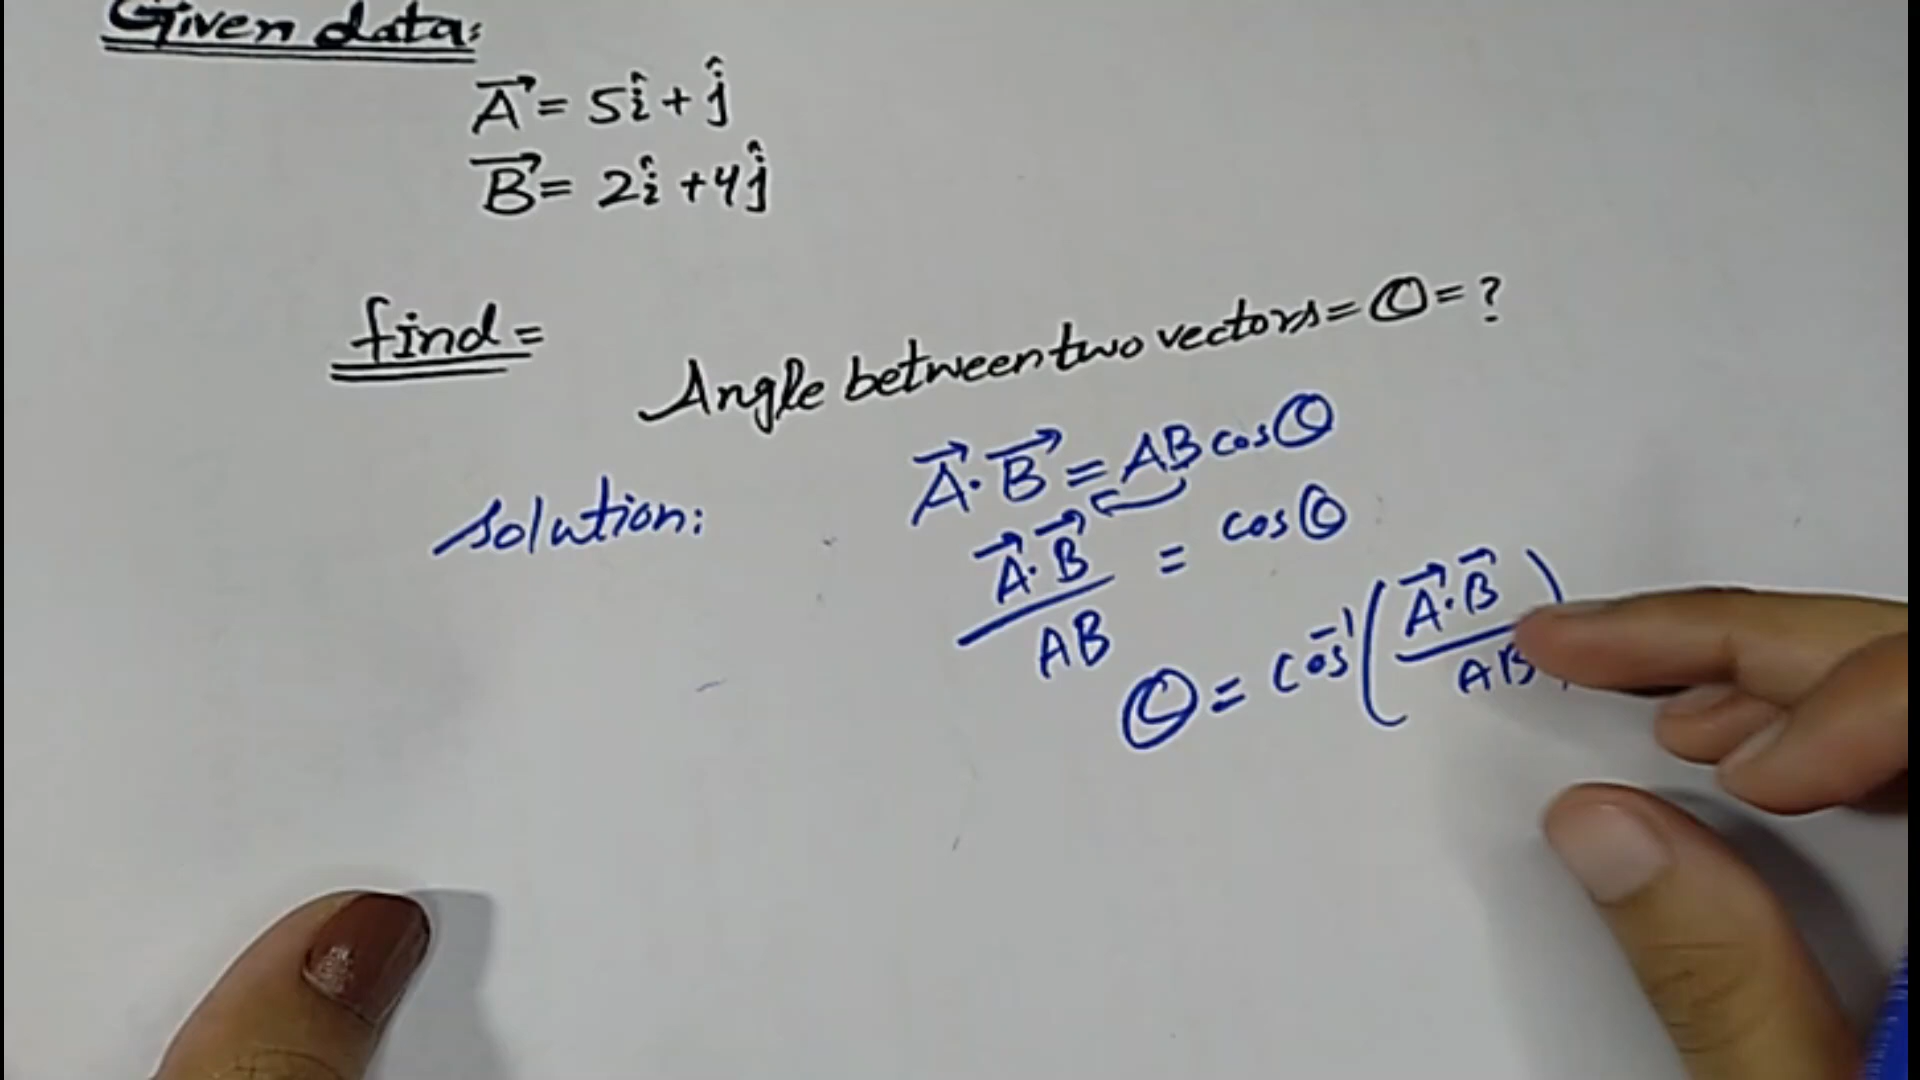 Given data:
A⃗ = 5î + ĵ
B⃗ = 2î + 4ĵ
find =
Angle between two vectors = Θ = ?
Solution:
A⃗ · B⃗ = AB cosΘ
A⃗ · B⃗ / AB = cosΘ
Θ = cos⁻¹ ( A⃗ · B⃗ / AB )